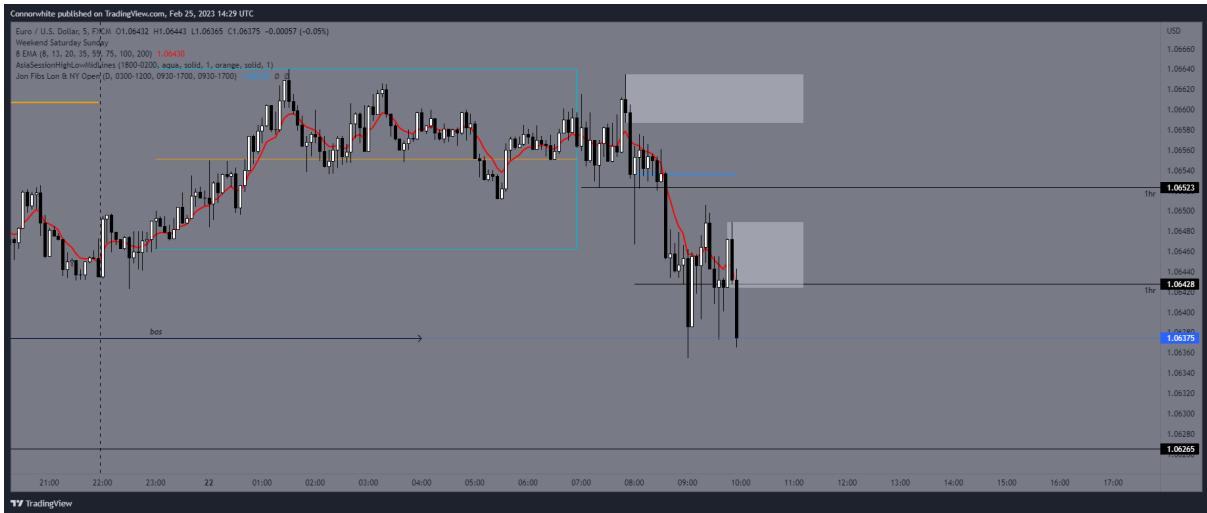 Connorwhite published on TradingView.com, Feb 25, 2023 14:29 UTC
Euro / U.S. Dollar, 5, FXCM O1.06432 H1.06443 L1.06365 C1.06375 −0.00057 (−0.05%)
USD
Weekend Saturday Sunday
8 EMA (8, 13, 20, 35, 55, 75, 100, 200) 1.06430
AsiaSessionHighLowMidLines (1800-0200, aqua, solid, 1, orange, solid, 1)
Jon Fibs Lon & NY Open (D, 0300-1200, 0930-1700, 0930-1700) Ø Ø
1.06660
1.06640
1.06620
1.06600
1.06580
1.06560
1.06540
1.06523
1hr
1.06500
1.06480
1.06460
1.06440
1.06428
1hr
1.06420
1.06400
bos
1.06380
1.06375
1.06360
1.06340
1.06320
1.06300
1.06280
1.06265
21:00 22:00 23:00 22 01:00 02:00 03:00 04:00 05:00 06:00 07:00 08:00 09:00 10:00 11:00 12:00 13:00 14:00 15:00 16:00 17:00
TradingView